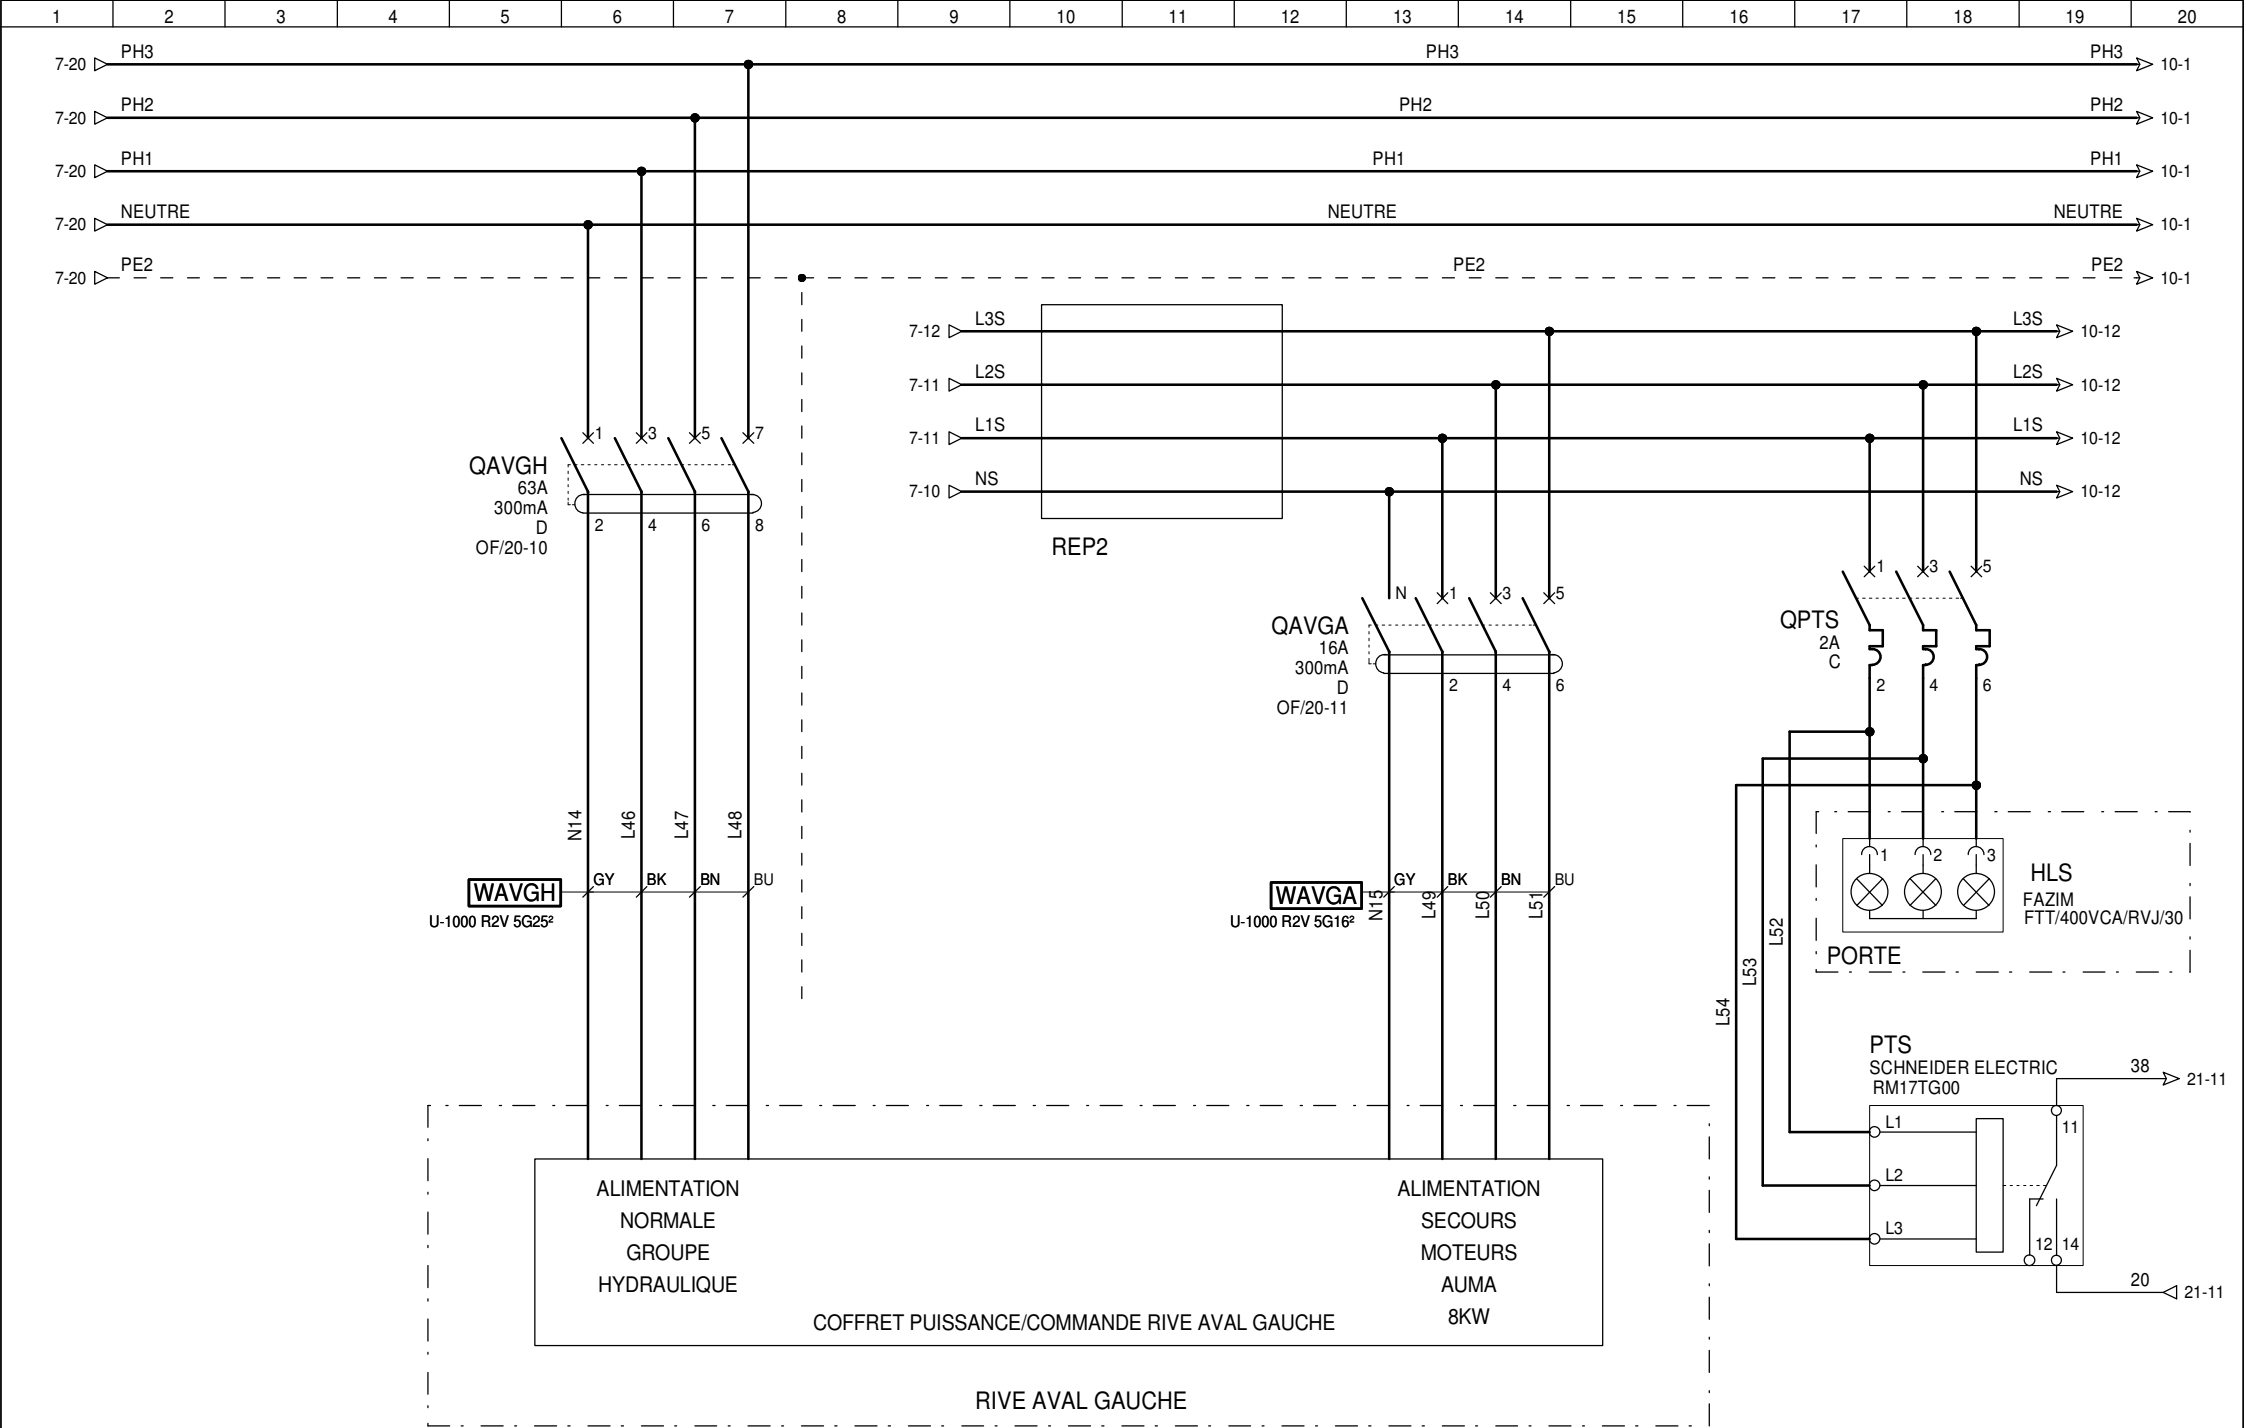 1 2 3 4 5 6 7 8 9 10 11 12 13 14 15 16 17 18 19 20
7-20 PH3 PH3 PH3 10-1
7-20 PH2 PH2 PH2 10-1
7-20 PH1 PH1 PH1 10-1
7-20 NEUTRE NEUTRE NEUTRE 10-1
7-20 PE2 PE2 PE2 10-1
7-12 L3S L3S 10-12
7-11 L2S L2S 10-12
7-11 L1S L1S 10-12
7-10 NS NS 10-12
REP2
1 3 5 7
QAVGH
63A
300mA
D
OF/20-10
2 4 6 8
N 1 3 5
QAVGA
16A
300mA
D
OF/20-11
2 4 6
1 3 5
QPTS
2A
C
2 4 6
N14 L46 L47 L48
WAVGH GY BK BN BU
U-1000 R2V 5G25²
WAVGA GY BK BN BU
U-1000 R2V 5G16²
N15 L49 L50 L51
1 2 3
HLS
FAZIM
FTT/400VCA/RVJ/30
PORTE
L52
L53
L54
PTS
SCHNEIDER ELECTRIC
RM17TG00
38 21-11
L1 11
L2
L3 12 14
20 21-11
ALIMENTATION
NORMALE
GROUPE
HYDRAULIQUE
ALIMENTATION
SECOURS
MOTEURS
AUMA
8KW
COFFRET PUISSANCE/COMMANDE RIVE AVAL GAUCHE
RIVE AVAL GAUCHE